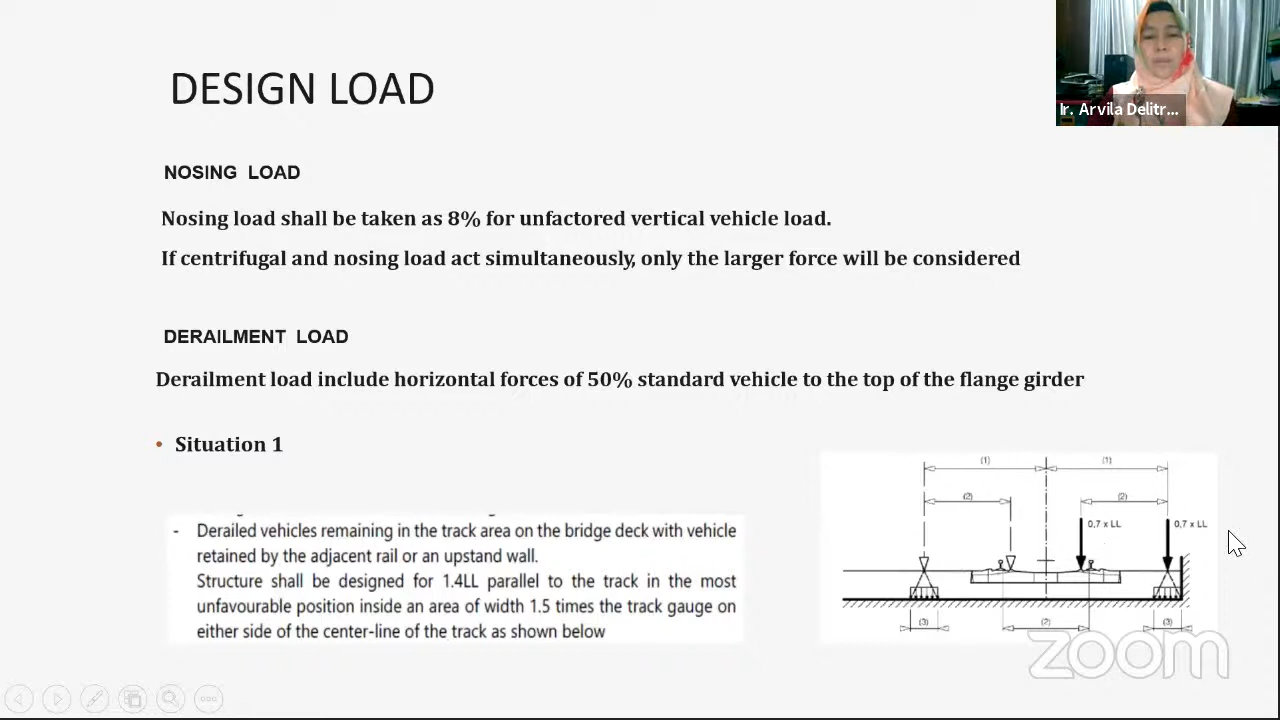 DESIGN LOAD
Ir. Arvila Delitr...
NOSING LOAD
Nosing load shall be taken as 8% for unfactored vertical vehicle load.
If centrifugal and nosing load act simultaneously, only the larger force will be considered
DERAILMENT LOAD
Derailment load include horizontal forces of 50% standard vehicle to the top of the flange girder
• Situation 1
- Derailed vehicles remaining in the track area on the bridge deck with vehicle
retained by the adjacent rail or an upstand wall.
Structure shall be designed for 1.4LL parallel to the track in the most
unfavourable position inside an area of width 1.5 times the track gauge on
either side of the center-line of the track as shown below
(1) (1)
(2) (2)
0,7 x LL 0,7 x LL
(3) (2) (3)
zoom